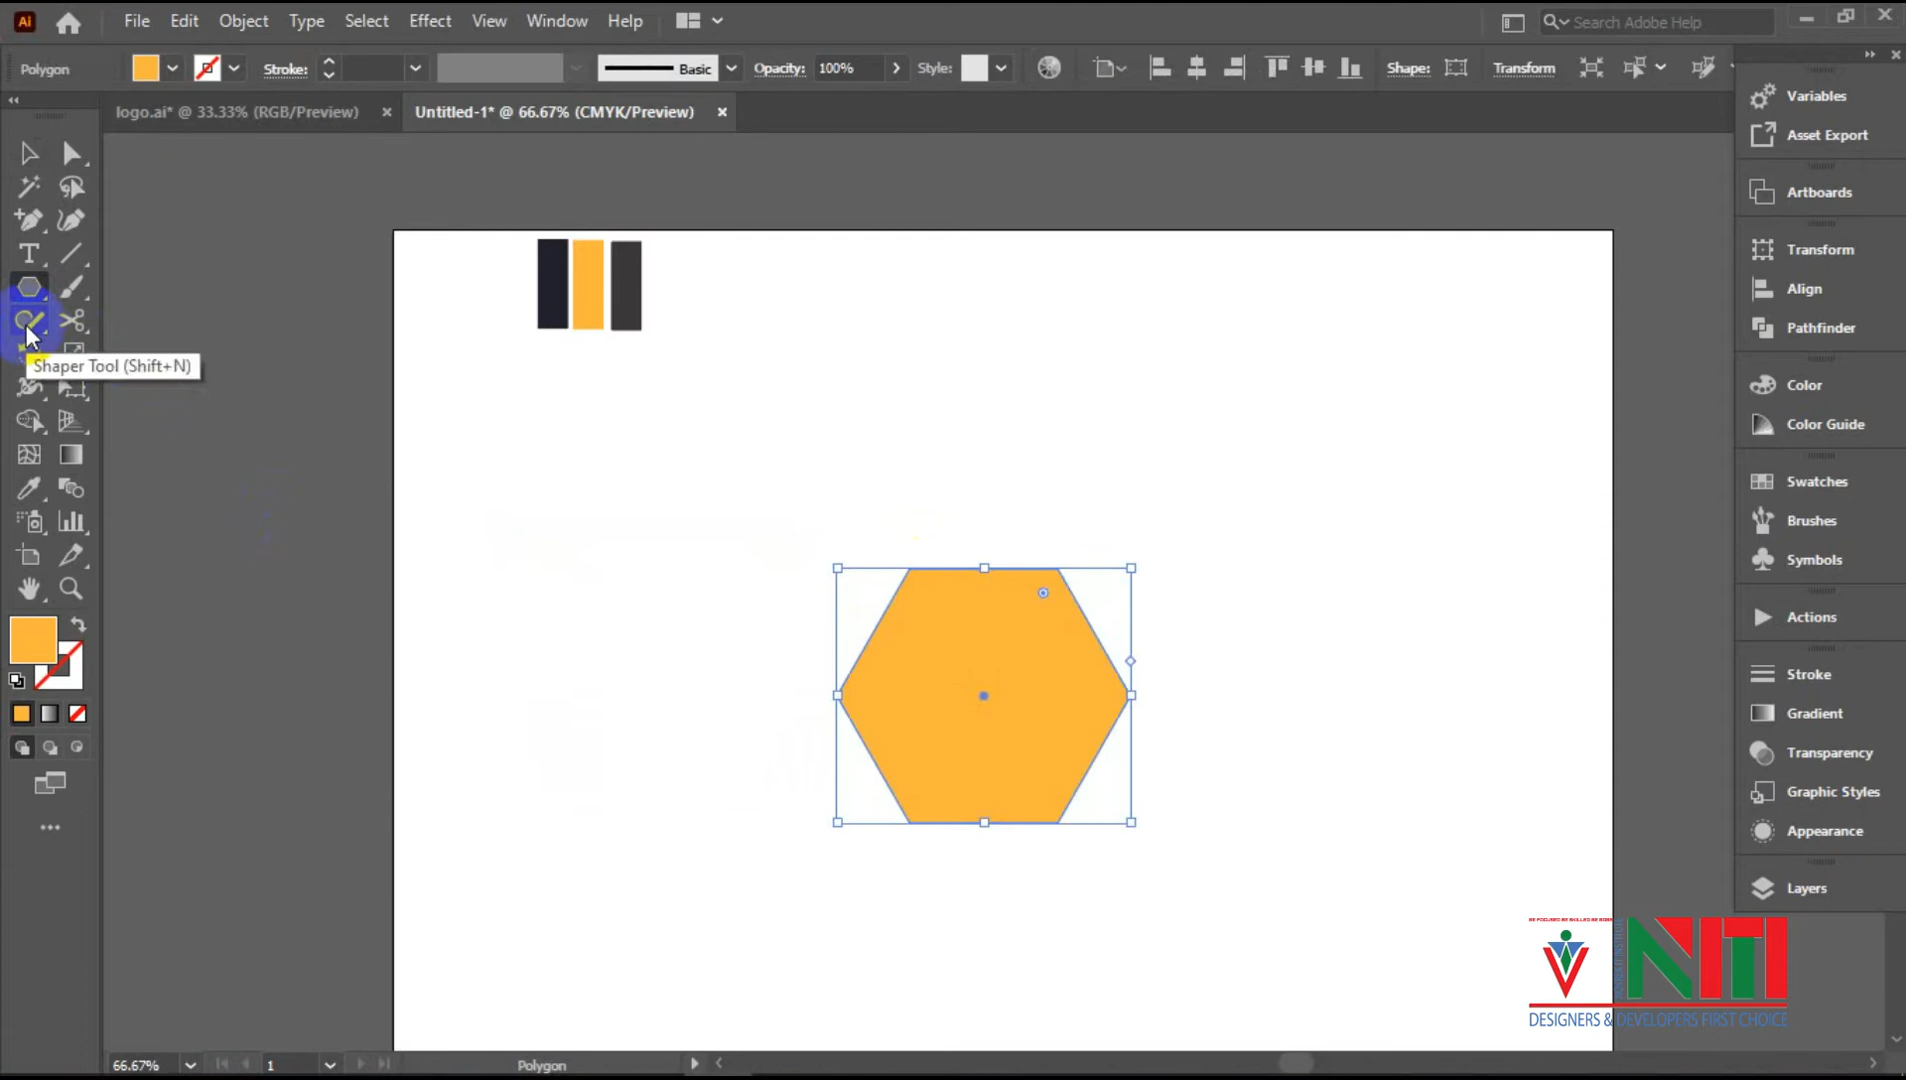 Ai
File Edit Object Type Select Effect View Window Help
Search Adobe Help
Polygon
Stroke:
Basic
Opacity: 100%
Style:
Shape:
Transform
logo.ai* @ 33.33% (RGB/Preview)
Untitled-1* @ 66.67% (CMYK/Preview)
Variables
Asset Export
Artboards
Transform
Align
Pathfinder
Color
Color Guide
Swatches
Brushes
Symbols
Actions
Stroke
Gradient
Transparency
Graphic Styles
Appearance
Layers
T
Shaper Tool (Shift+N)
NITI
DESIGNERS & DEVELOPERS FIRST CHOICE
66.67%
1
Polygon